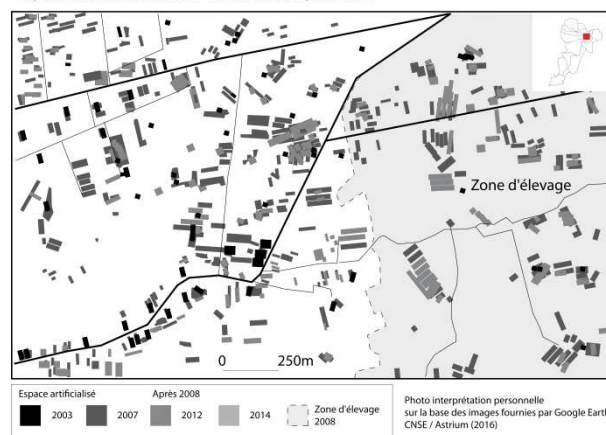 Zone d'élevage
0 250m
Espace artificialisé Après 2008
2003 2007 2012 2014 Zone d'élevage
2008
Photo interprétation personnelle
sur la base des images fournies par Google Earth
CNSE / Astrium (2016)